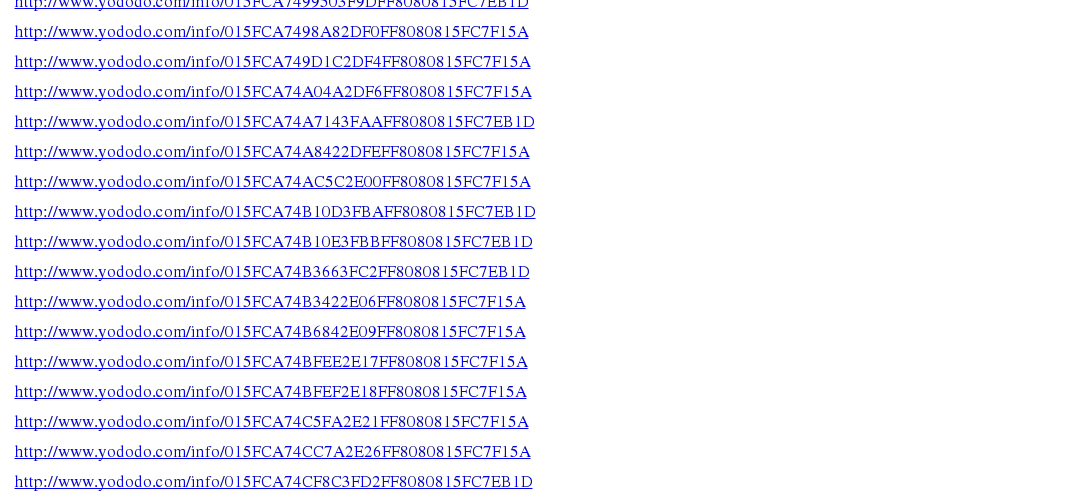 http://www.yododo.com/info/015FCA7499503F9DFF8080815FC7EB1D
http://www.yododo.com/info/015FCA7498A82DF0FF8080815FC7F15A
http://www.yododo.com/info/015FCA749D1C2DF4FF8080815FC7F15A
http://www.yododo.com/info/015FCA74A04A2DF6FF8080815FC7F15A
http://www.yododo.com/info/015FCA74A7143FAAFF8080815FC7EB1D
http://www.yododo.com/info/015FCA74A8422DFEFF8080815FC7F15A
http://www.yododo.com/info/015FCA74AC5C2E00FF8080815FC7F15A
http://www.yododo.com/info/015FCA74B10D3FBAFF8080815FC7EB1D
http://www.yododo.com/info/015FCA74B10E3FBBFF8080815FC7EB1D
http://www.yododo.com/info/015FCA74B3663FC2FF8080815FC7EB1D
http://www.yododo.com/info/015FCA74B3422E06FF8080815FC7F15A
http://www.yododo.com/info/015FCA74B6842E09FF8080815FC7F15A
http://www.yododo.com/info/015FCA74BFEE2E17FF8080815FC7F15A
http://www.yododo.com/info/015FCA74BFEF2E18FF8080815FC7F15A
http://www.yododo.com/info/015FCA74C5FA2E21FF8080815FC7F15A
http://www.yododo.com/info/015FCA74CC7A2E26FF8080815FC7F15A
http://www.yododo.com/info/015FCA74CF8C3FD2FF8080815FC7EB1D